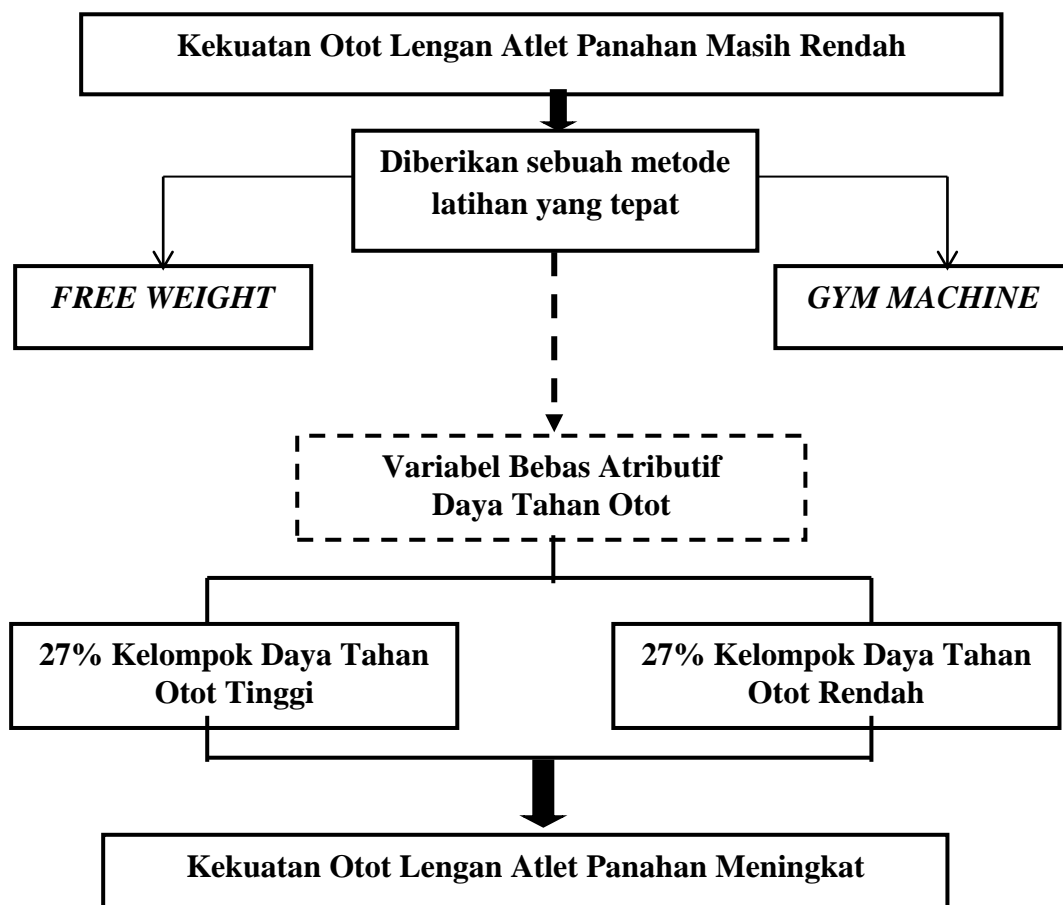 Kekuatan Otot Lengan Atlet Panahan Masih Rendah
Diberikan sebuah metode
latihan yang tepat
FREE WEIGHT
GYM MACHINE
Variabel Bebas Atributif
Daya Tahan Otot
27% Kelompok Daya Tahan
Otot Tinggi
27% Kelompok Daya Tahan
Otot Rendah
Kekuatan Otot Lengan Atlet Panahan Meningkat